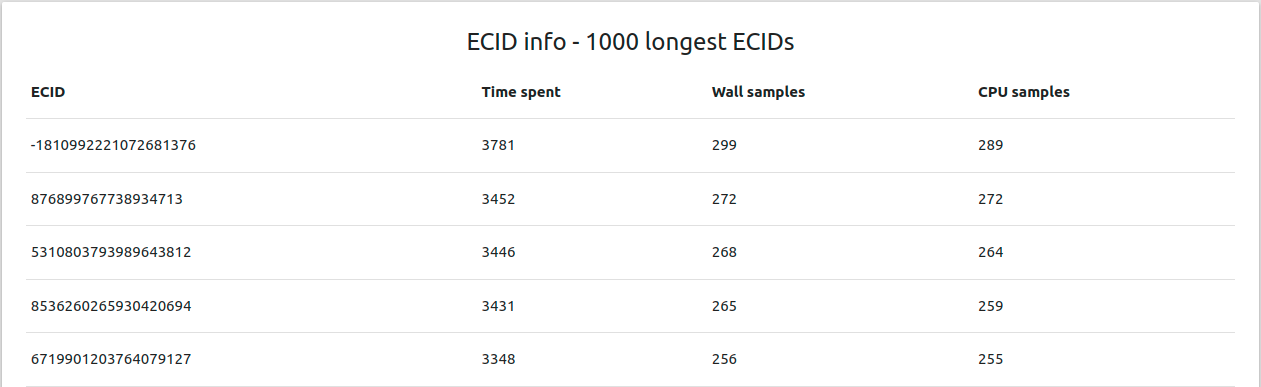 ECID info - 1000 longest ECIDs
ECID Time spent Wall samples CPU samples
-1810992221072681376 3781 299 289
876899767738934713 3452 272 272
5310803793989643812 3446 268 264
8536260265930420694 3431 265 259
6719901203764079127 3348 256 255